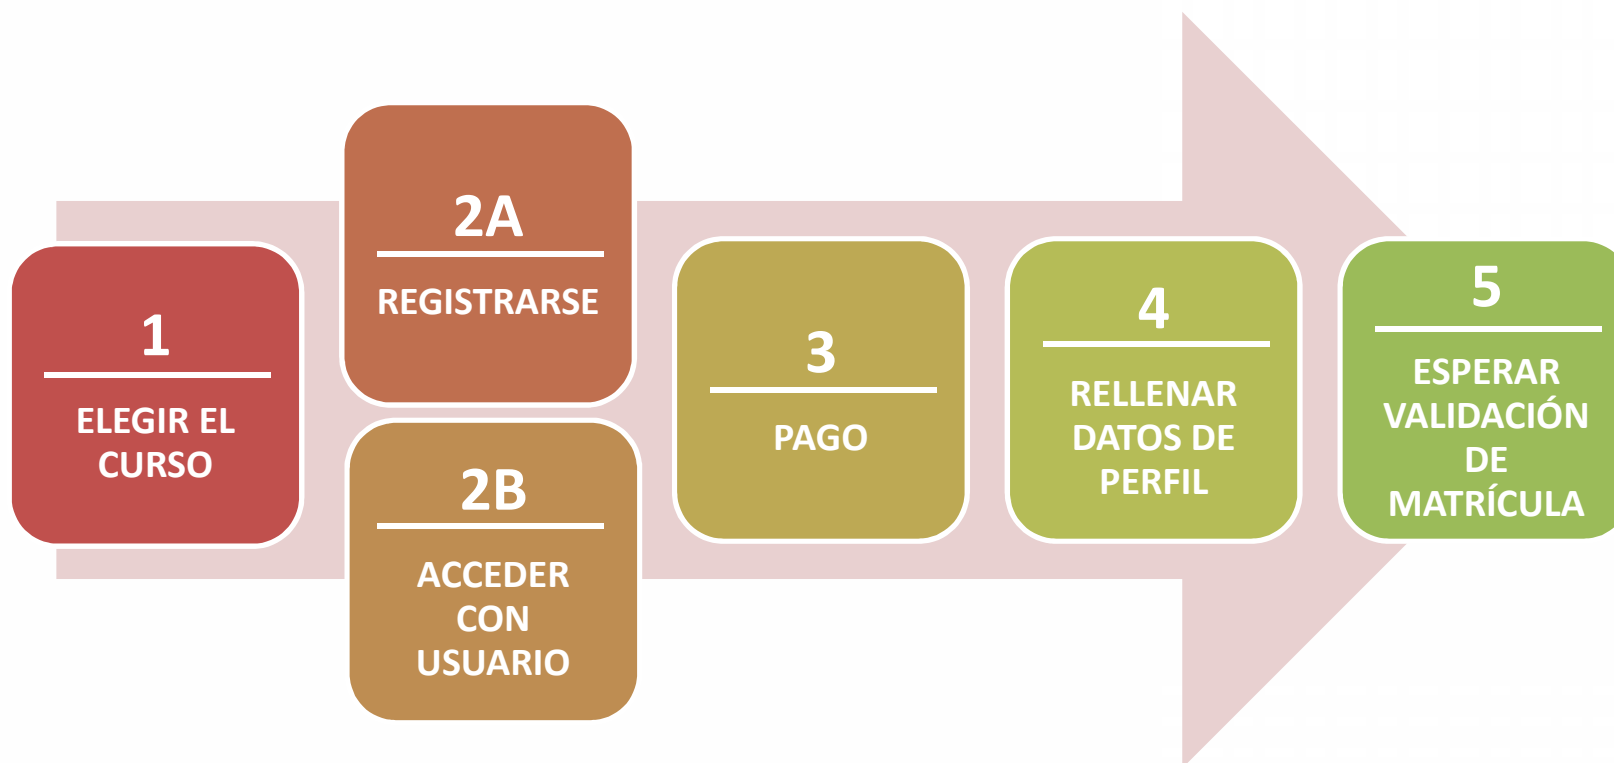 1
ELEGIR EL
CURSO
2A
REGISTRARSE
2B
ACCEDER
CON
USUARIO
3
PAGO
4
RELLENAR
DATOS DE
PERFIL
5
ESPERAR
VALIDACIÓN
DE
MATRÍCULA